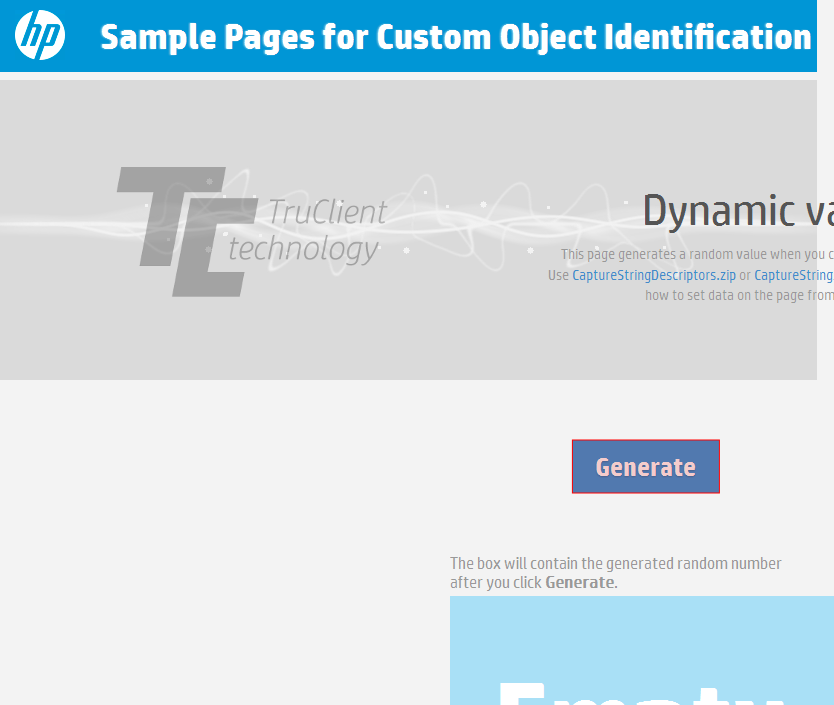 hp
Sample Pages for Custom Object Identification
TruClient
technology
TC
Dynamic va
This page generates a random value when you c
Use CaptureStringDescriptors.zip or CaptureString.
how to set data on the page from
Generate
The box will contain the generated random number
after you click Generate.
Empty